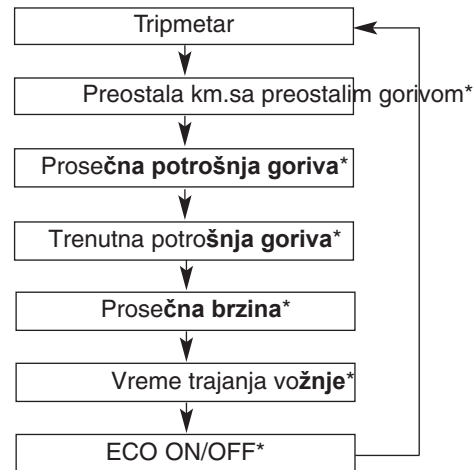 Tripmetar
Preostala km.sa preostalim gorivom*
Prosečna potrošnja goriva*
Trenutna potrošnja goriva*
Prosečna brzina*
Vreme trajanja vožnje*
ECO ON/OFF*